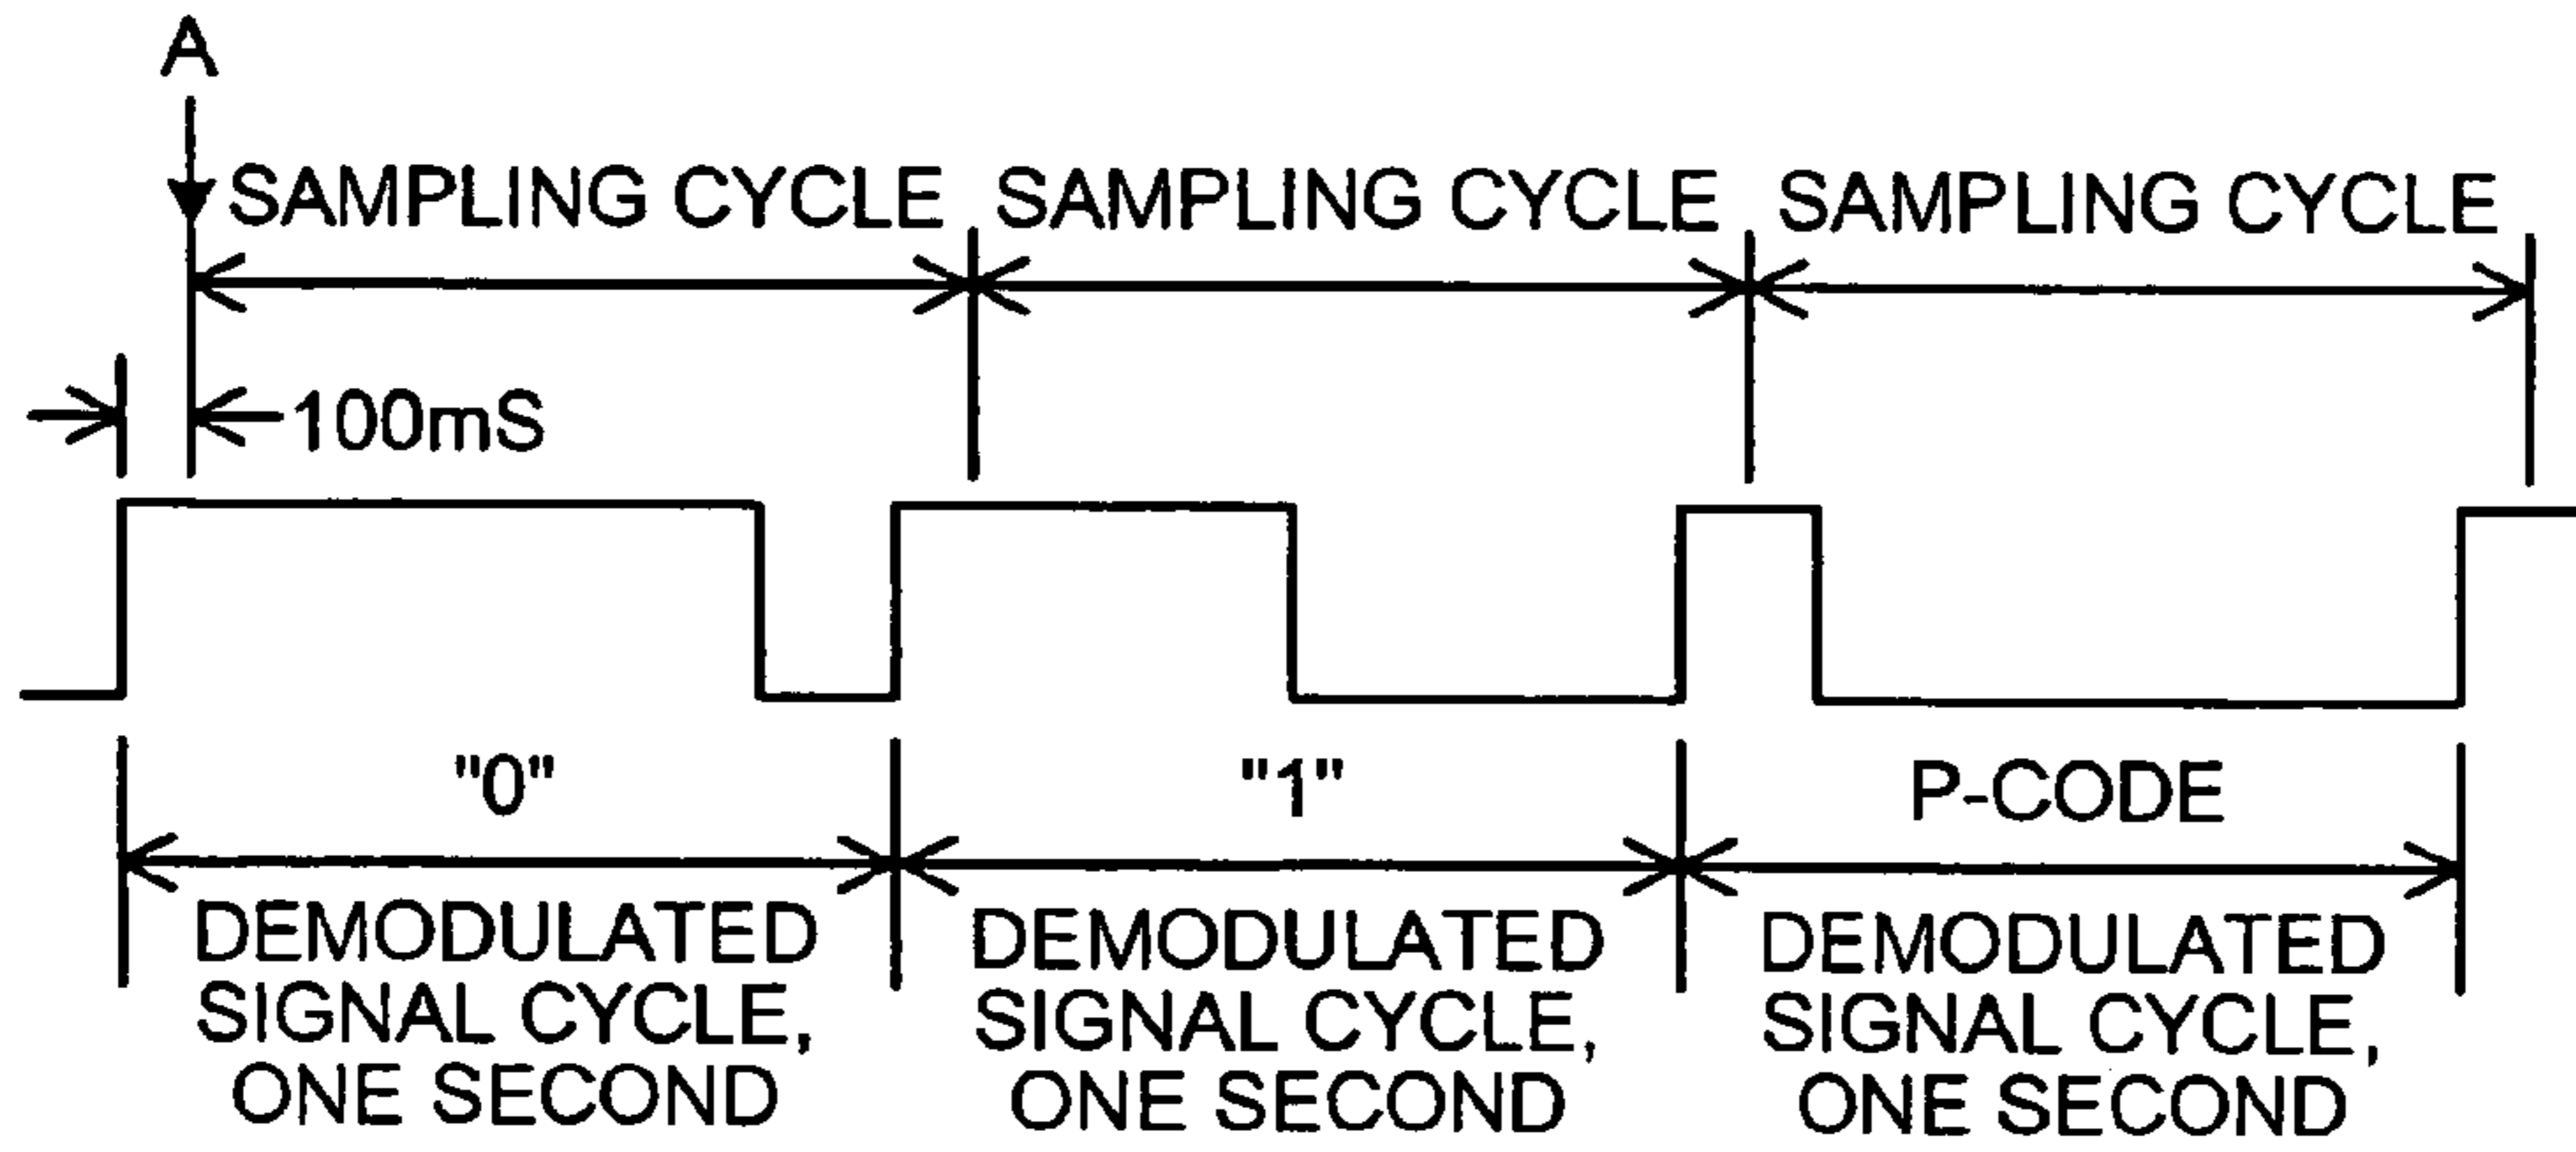 A
SAMPLING CYCLE SAMPLING CYCLE SAMPLING CYCLE
100mS
"0" "1" P-CODE
DEMODULATED DEMODULATED DEMODULATED
SIGNAL CYCLE, SIGNAL CYCLE, SIGNAL CYCLE,
ONE SECOND ONE SECOND ONE SECOND